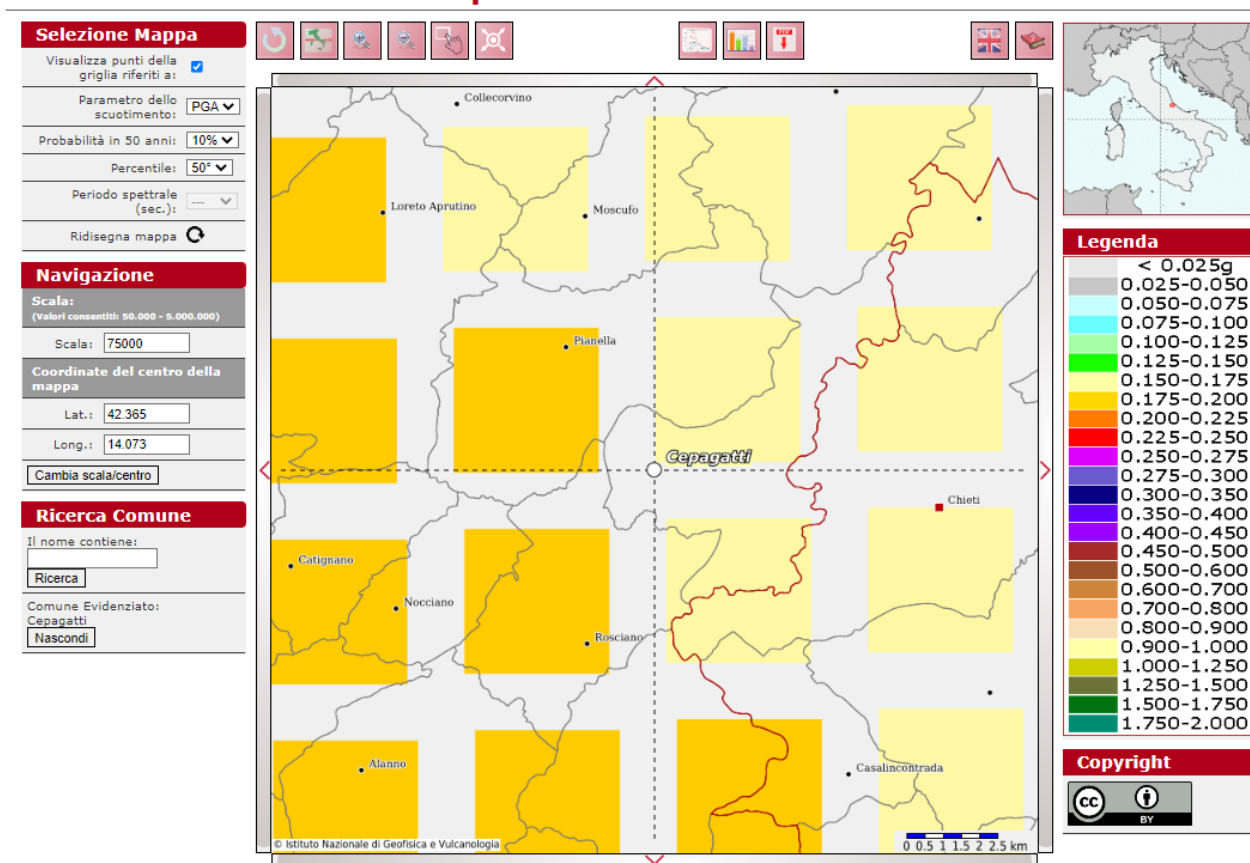 Selezione Mappa
Visualizza punti della
griglia riferiti a:
Parametro dello
scuotimento: PGA
Probabilità in 50 anni: 10%
Percentile: 50°
Periodo spettrale
(sec.): ---
Ridisegna mappa
Navigazione
Scala:
(Valori consentiti: 50.000 - 5.000.000)
Scala: 75000
Coordinate del centro della
mappa
Lat.: 42.365
Long.: 14.073
Cambia scala/centro
Ricerca Comune
Il nome contiene:
Ricerca
Comune Evidenziato:
Cepagatti
Nascondi
PDF
Collecorvino
Loreto Aprutino
Moscufo
Pianella
Cepagatti
Chieti
Catignano
Nocciano
Rosciano
Alanno
Casalincontrada
© Istituto Nazionale di Geofisica e Vulcanologia
0 0.5 1 1.5 2 2.5 km
Legenda
< 0.025g
0.025-0.050
0.050-0.075
0.075-0.100
0.100-0.125
0.125-0.150
0.150-0.175
0.175-0.200
0.200-0.225
0.225-0.250
0.250-0.275
0.275-0.300
0.300-0.350
0.350-0.400
0.400-0.450
0.450-0.500
0.500-0.600
0.600-0.700
0.700-0.800
0.800-0.900
0.900-1.000
1.000-1.250
1.250-1.500
1.500-1.750
1.750-2.000
Copyright
cc
BY